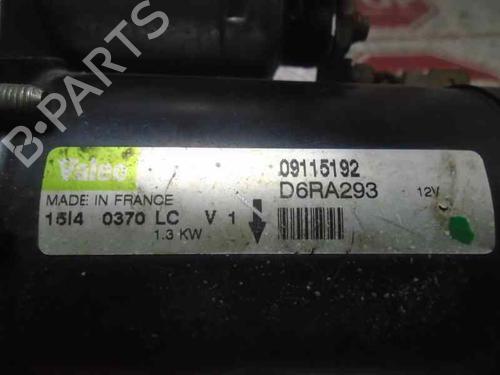 Valeo
09115192
MADE IN FRANCE
D6RA293 12V
15I4 0370 LC V 1
1.3 KW
B-PARTS